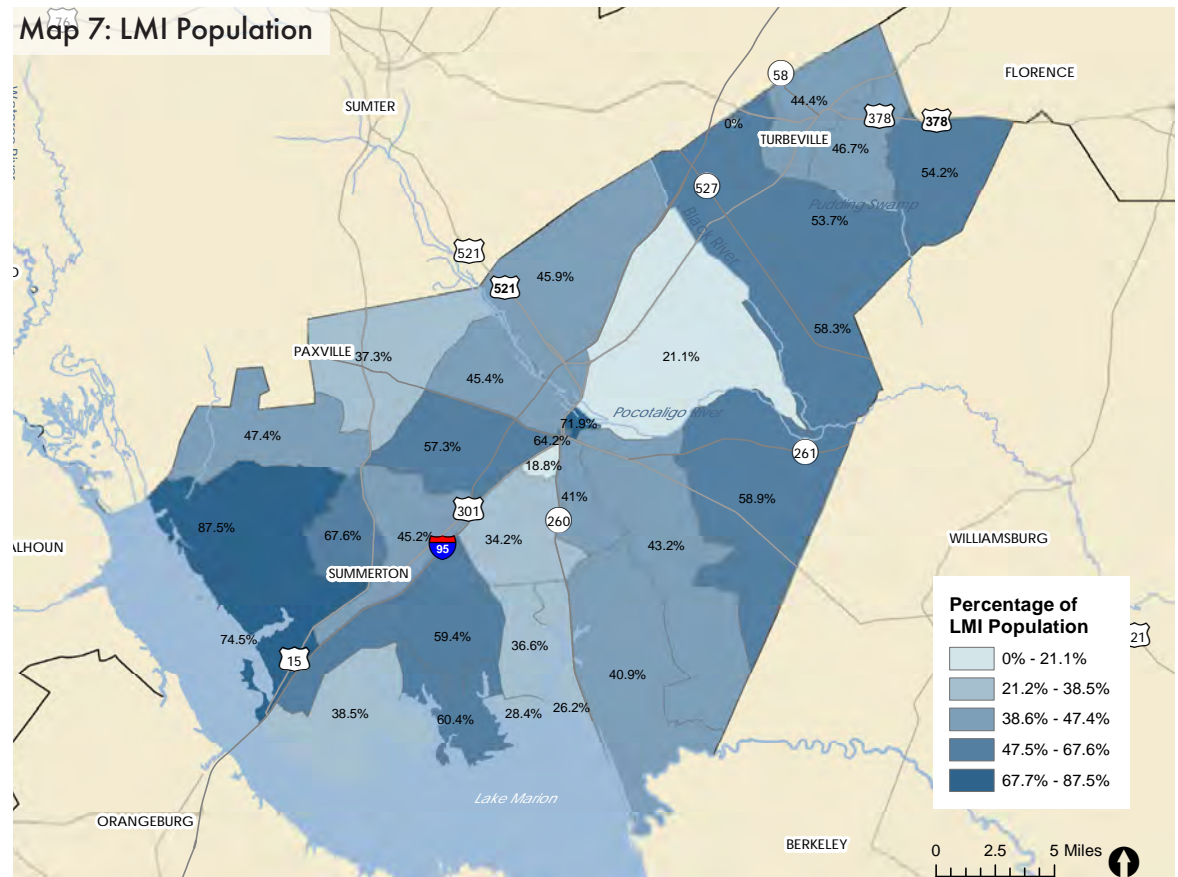 Map 7: LMI Population
76
Wateree River
FLORENCE
SUMTER
58
44.4%
378
378
0%
TURBEVILLE
46.7%
54.2%
527
Pudding Swamp
53.7%
Black River
521
521
45.9%
58.3%
PAXVILLE
37.3%
21.1%
45.4%
Pocotaligo River
71.9%
47.4%
57.3%
64.2%
18.8%
261
301
41%
58.9%
87.5%
260
67.6%
45.2%
34.2%
95
43.2%
ALHOUN
WILLIAMSBURG
SUMMERTON
74.5%
59.4%
36.6%
15
40.9%
38.5%
60.4%
28.4%
26.2%
Lake Marion
ORANGEBURG
BERKELEY
21
Percentage of
LMI Population
0% - 21.1%
21.2% - 38.5%
38.6% - 47.4%
47.5% - 67.6%
67.7% - 87.5%
0 2.5 5 Miles